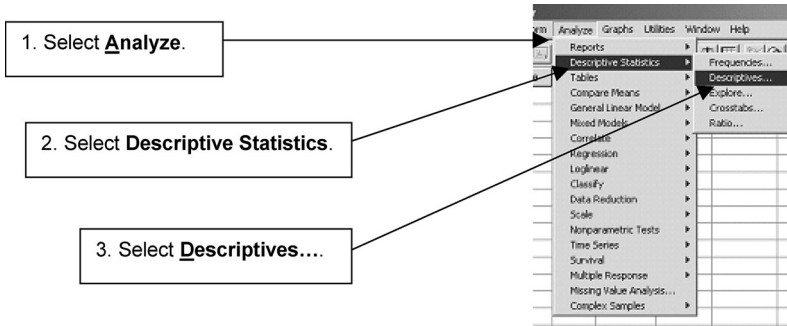 1. Select Analyze.
2. Select Descriptive Statistics.
3. Select Descriptives....
Analyze Graphs Utilities Window Help
Reports
Descriptive Statistics
Tables
Compare Means
General Linear Model
Mixed Models
Correlate
Regression
Loglinear
Classify
Data Reduction
Scale
Nonparametric Tests
Time Series
Survival
Multiple Response
Missing Value Analysis...
Complex Samples
Frequencies...
Descriptives...
Explore...
Crosstabs...
Ratio...